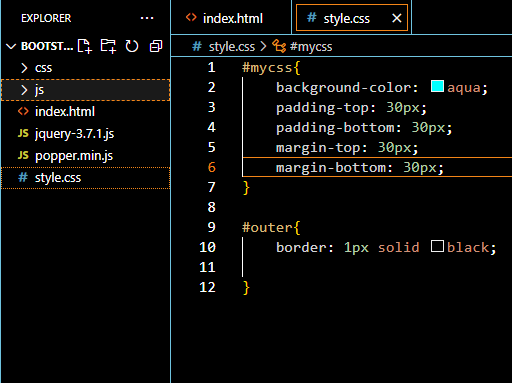 EXPLORER ...
BOOTST...
css
js
index.html
JS jquery-3.7.1.js
JS popper.min.js
# style.css
<> index.html
# style.css ×
# style.css > #mycss
1 #mycss{
2 background-color: aqua;
3 padding-top: 30px;
4 padding-bottom: 30px;
5 margin-top: 30px;
6 margin-bottom: 30px;
7 }
8
9 #outer{
10 border: 1px solid black;
11
12 }